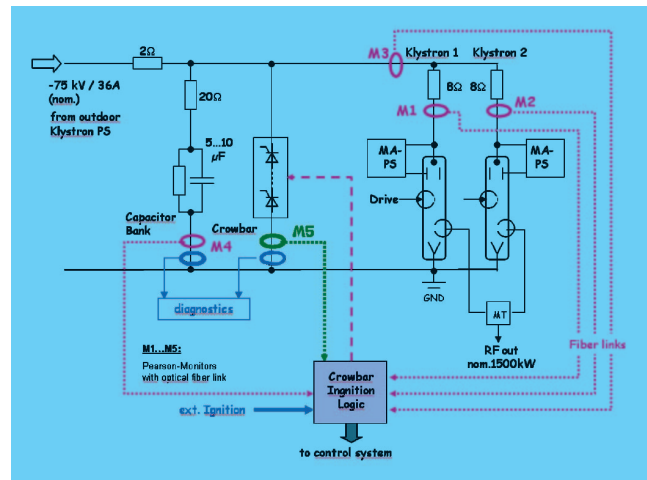 2Ω
M3
Klystron 1
Klystron 2
-75 kV / 36A
(nom.)
from outdoor
Klystron PS
20Ω
8Ω
8Ω
M1
M2
5...10
µF
MA-
PS
MA-
PS
Drive
Capacitor
Bank
Crowbar
M4
M5
GND
diagnostics
MT
M1...M5:
Pearson-Monitors
with optical fiber link
RF out
nom.1500kW
Fiber links
Crowbar
Ingnition
Logic
ext. Ignition
to control system